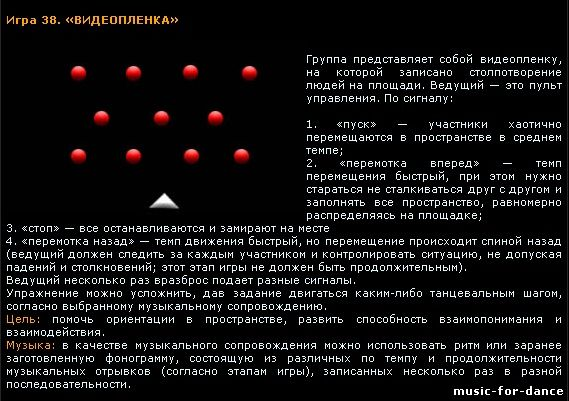 Игра 38. «ВИДЕОПЛЕНКА»
Группа представляет собой видеопленку,
на которой записано столпотворение
людей на площади. Ведущий — это пульт
управления. По сигналу:
1. «пуск» — участники хаотично
перемещаются в пространстве в среднем
темпе;
2. «перемотка вперед» — темп
перемещения быстрый, при этом нужно
стараться не сталкиваться друг с другом и
заполнять все пространство, равномерно
распределяясь на площадке;
3. «стоп» — все останавливаются и замирают на месте
4. «перемотка назад» — темп движения быстрый, но перемещение происходит спиной назад
(ведущий должен следить за каждым участником и контролировать ситуацию, не допуская
падений и столкновений; этот этап игры не должен быть продолжительным).
Ведущий несколько раз вразброс подает разные сигналы.
Упражнение можно усложнить, дав задание двигаться каким-либо танцевальным шагом,
согласно выбранному музыкальному сопровождению.
Цель: помочь ориентации в пространстве, развить способность взаимопонимания и
взаимодействия.
Музыка: в качестве музыкального сопровождения можно использовать ритм или заранее
заготовленную фонограмму, состоящую из различных по темпу и продолжительности
музыкальных отрывков (согласно этапам игры), записанных несколько раз в разной
последовательности.
music-for-dance